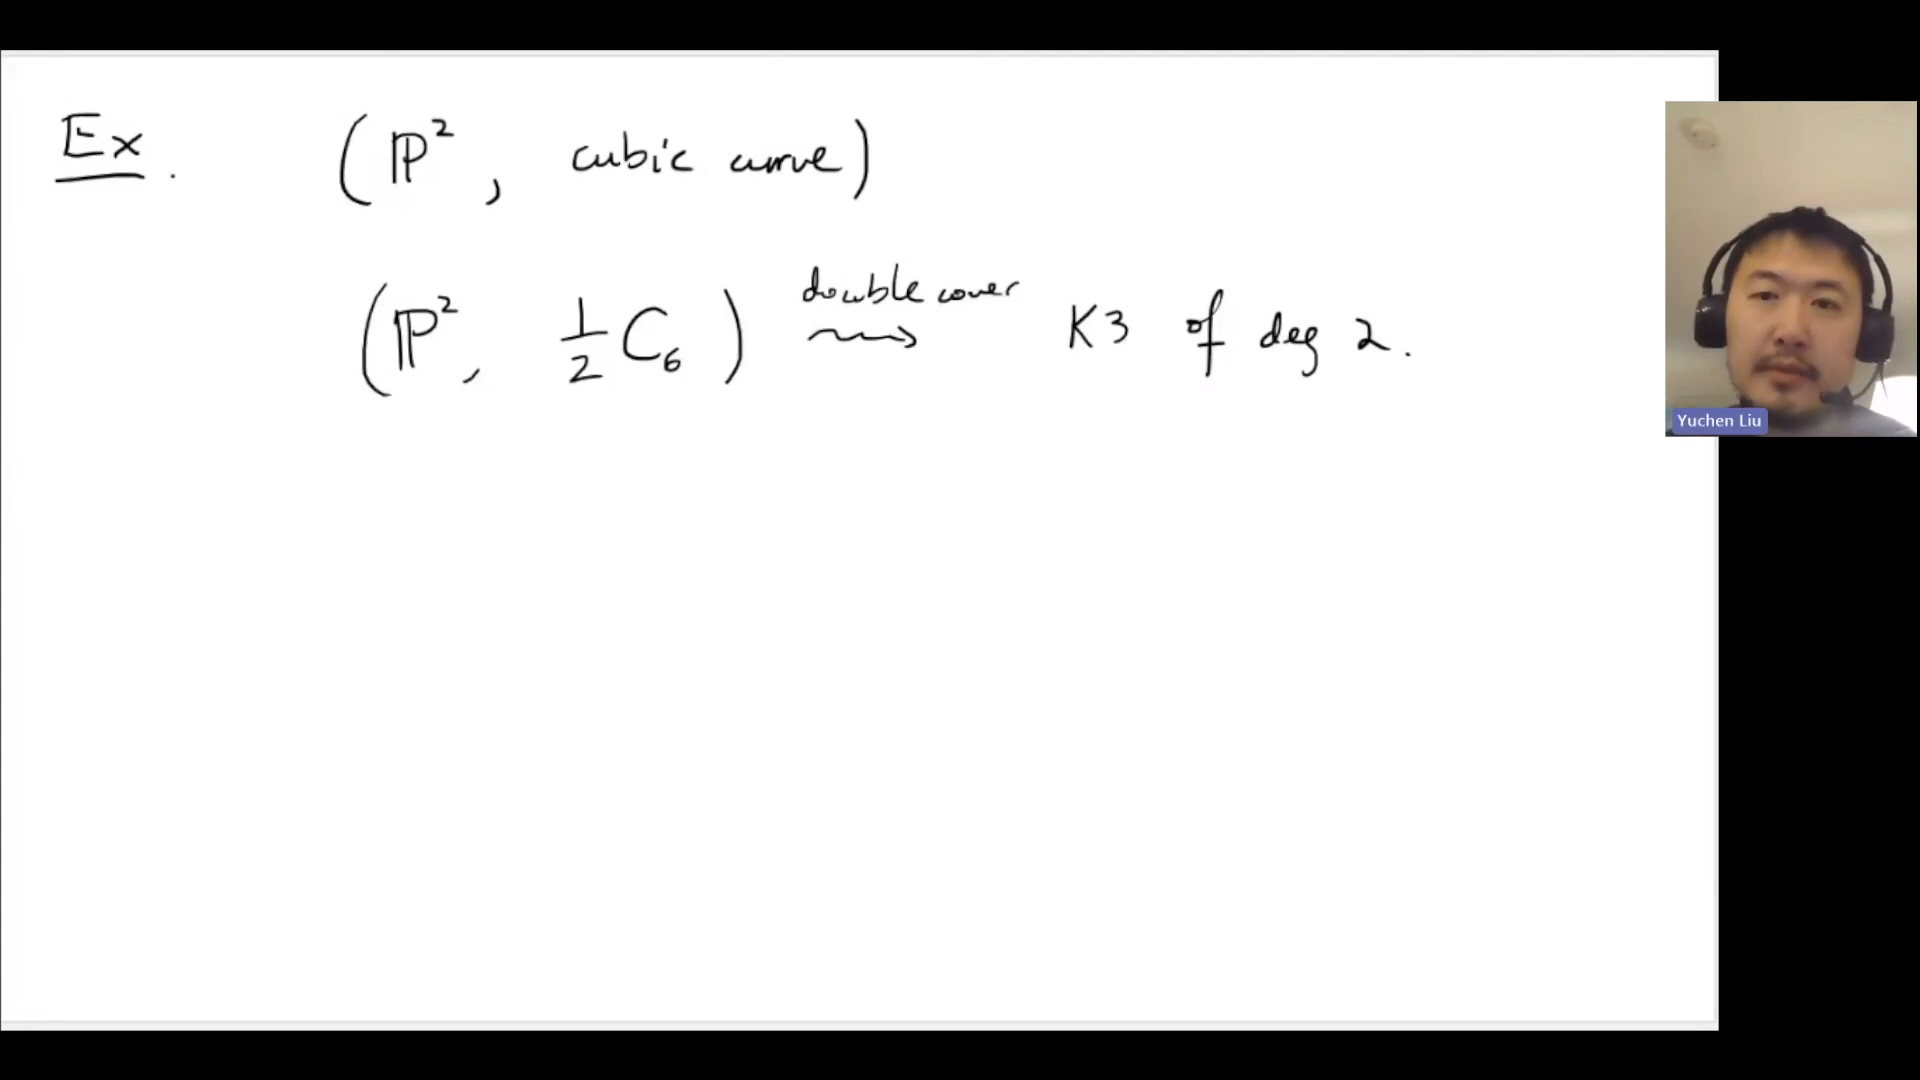 Ex. (ℙ², cubic curve)
(ℙ², ½ C₆) double cover ⇝ K3 of deg 2.
Yuchen Liu